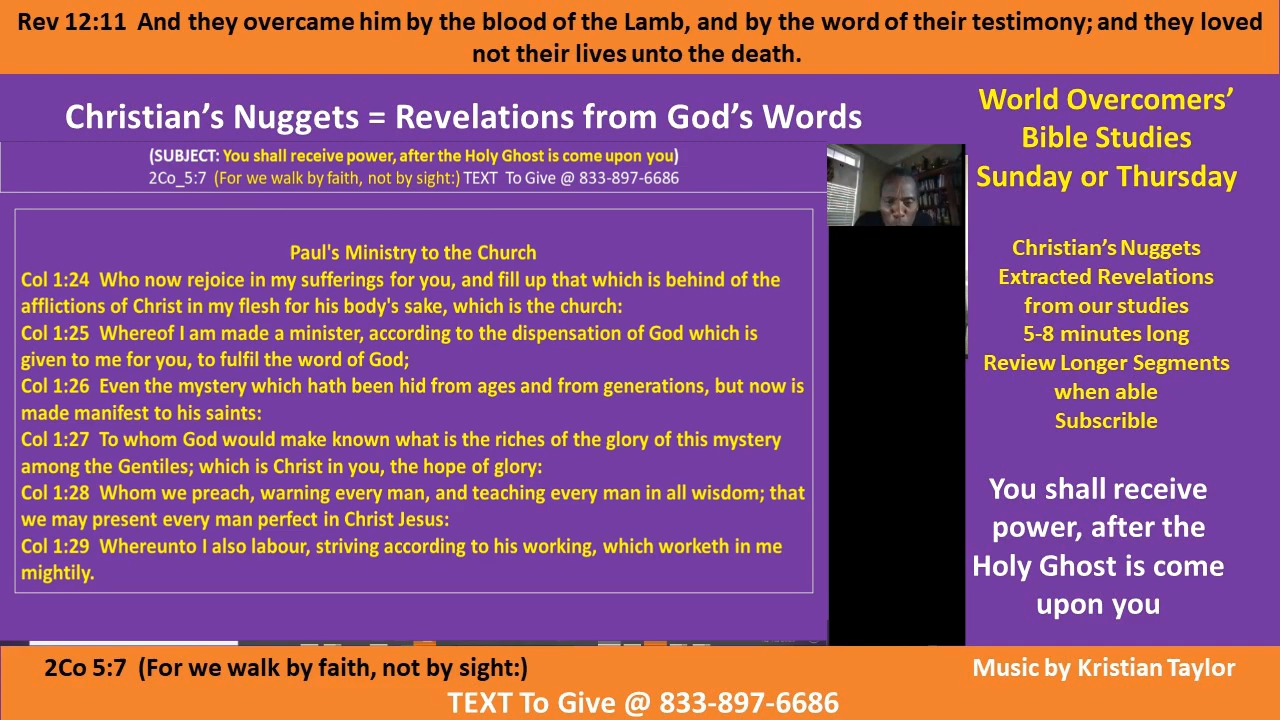 Rev 12:11  And they overcame him by the blood of the Lamb, and by the word of their testimony; and they loved
not their lives unto the death.
Christian's Nuggets = Revelations from God's Words
(SUBJECT: You shall receive power, after the Holy Ghost is come upon you)
2Co_5:7  (For we walk by faith, not by sight:) TEXT  To Give @ 833-897-6686
Paul's Ministry to the Church
Col 1:24  Who now rejoice in my sufferings for you, and fill up that which is behind of the
afflictions of Christ in my flesh for his body's sake, which is the church:
Col 1:25  Whereof I am made a minister, according to the dispensation of God which is
given to me for you, to fulfil the word of God;
Col 1:26  Even the mystery which hath been hid from ages and from generations, but now is
made manifest to his saints:
Col 1:27  To whom God would make known what is the riches of the glory of this mystery
among the Gentiles; which is Christ in you, the hope of glory:
Col 1:28  Whom we preach, warning every man, and teaching every man in all wisdom; that
we may present every man perfect in Christ Jesus:
Col 1:29  Whereunto I also labour, striving according to his working, which worketh in me
mightily.
World Overcomers'
Bible Studies
Sunday or Thursday
Christian's Nuggets
Extracted Revelations
from our studies
5-8 minutes long
Review Longer Segments
when able
Subscrible
You shall receive
power, after the
Holy Ghost is come
upon you
2Co 5:7  (For we walk by faith, not by sight:)
Music by Kristian Taylor
TEXT To Give @ 833-897-6686